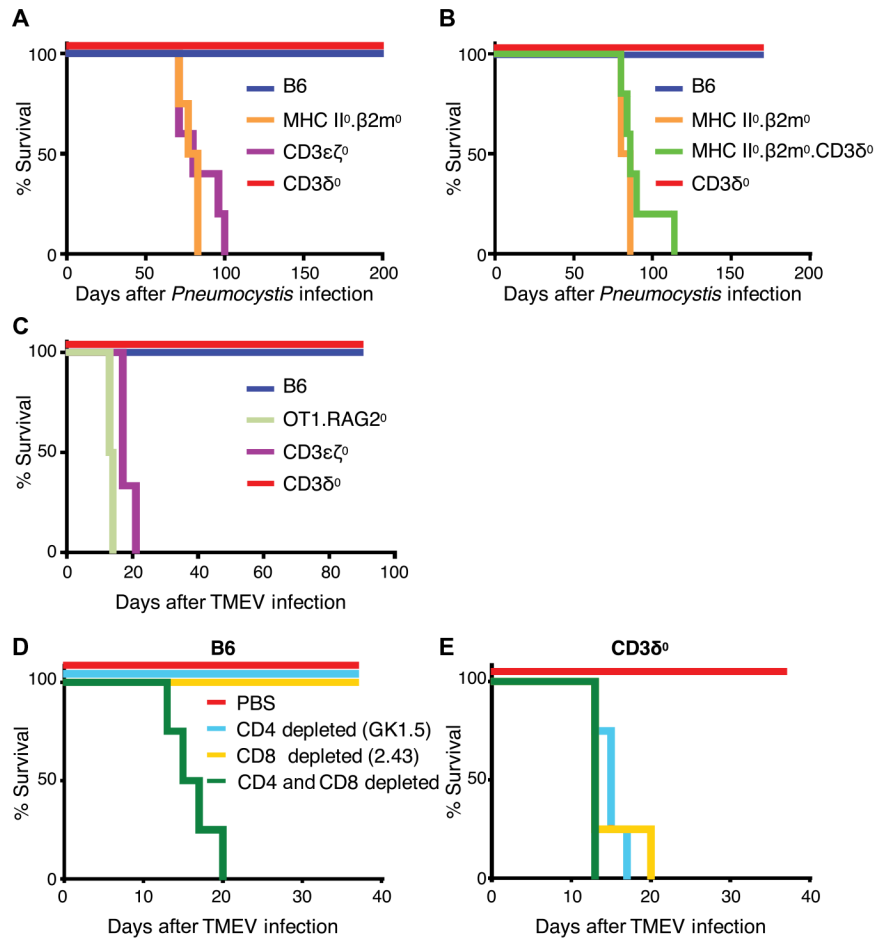 A
% Survival
100
50
0
B6
MHC II⁰.β2m⁰
CD3εζ⁰
CD3δ⁰
0 50 100 150 200
Days after Pneumocystis infection
B
% Survival
100
50
0
B6
MHC II⁰.β2m⁰
MHC II⁰.β2m⁰.CD3δ⁰
CD3δ⁰
0 50 100 150 200
Days after Pneumocystis infection
C
% Survival
100
50
0
B6
OT1.RAG2⁰
CD3εζ⁰
CD3δ⁰
0 20 40 60 80 100
Days after TMEV infection
D
B6
% Survival
100
50
0
PBS
CD4 depleted (GK1.5)
CD8 depleted (2.43)
CD4 and CD8 depleted
0 10 20 30 40
Days after TMEV infection
E
CD3δ⁰
% Survival
100
50
0
0 10 20 30 40
Days after TMEV infection